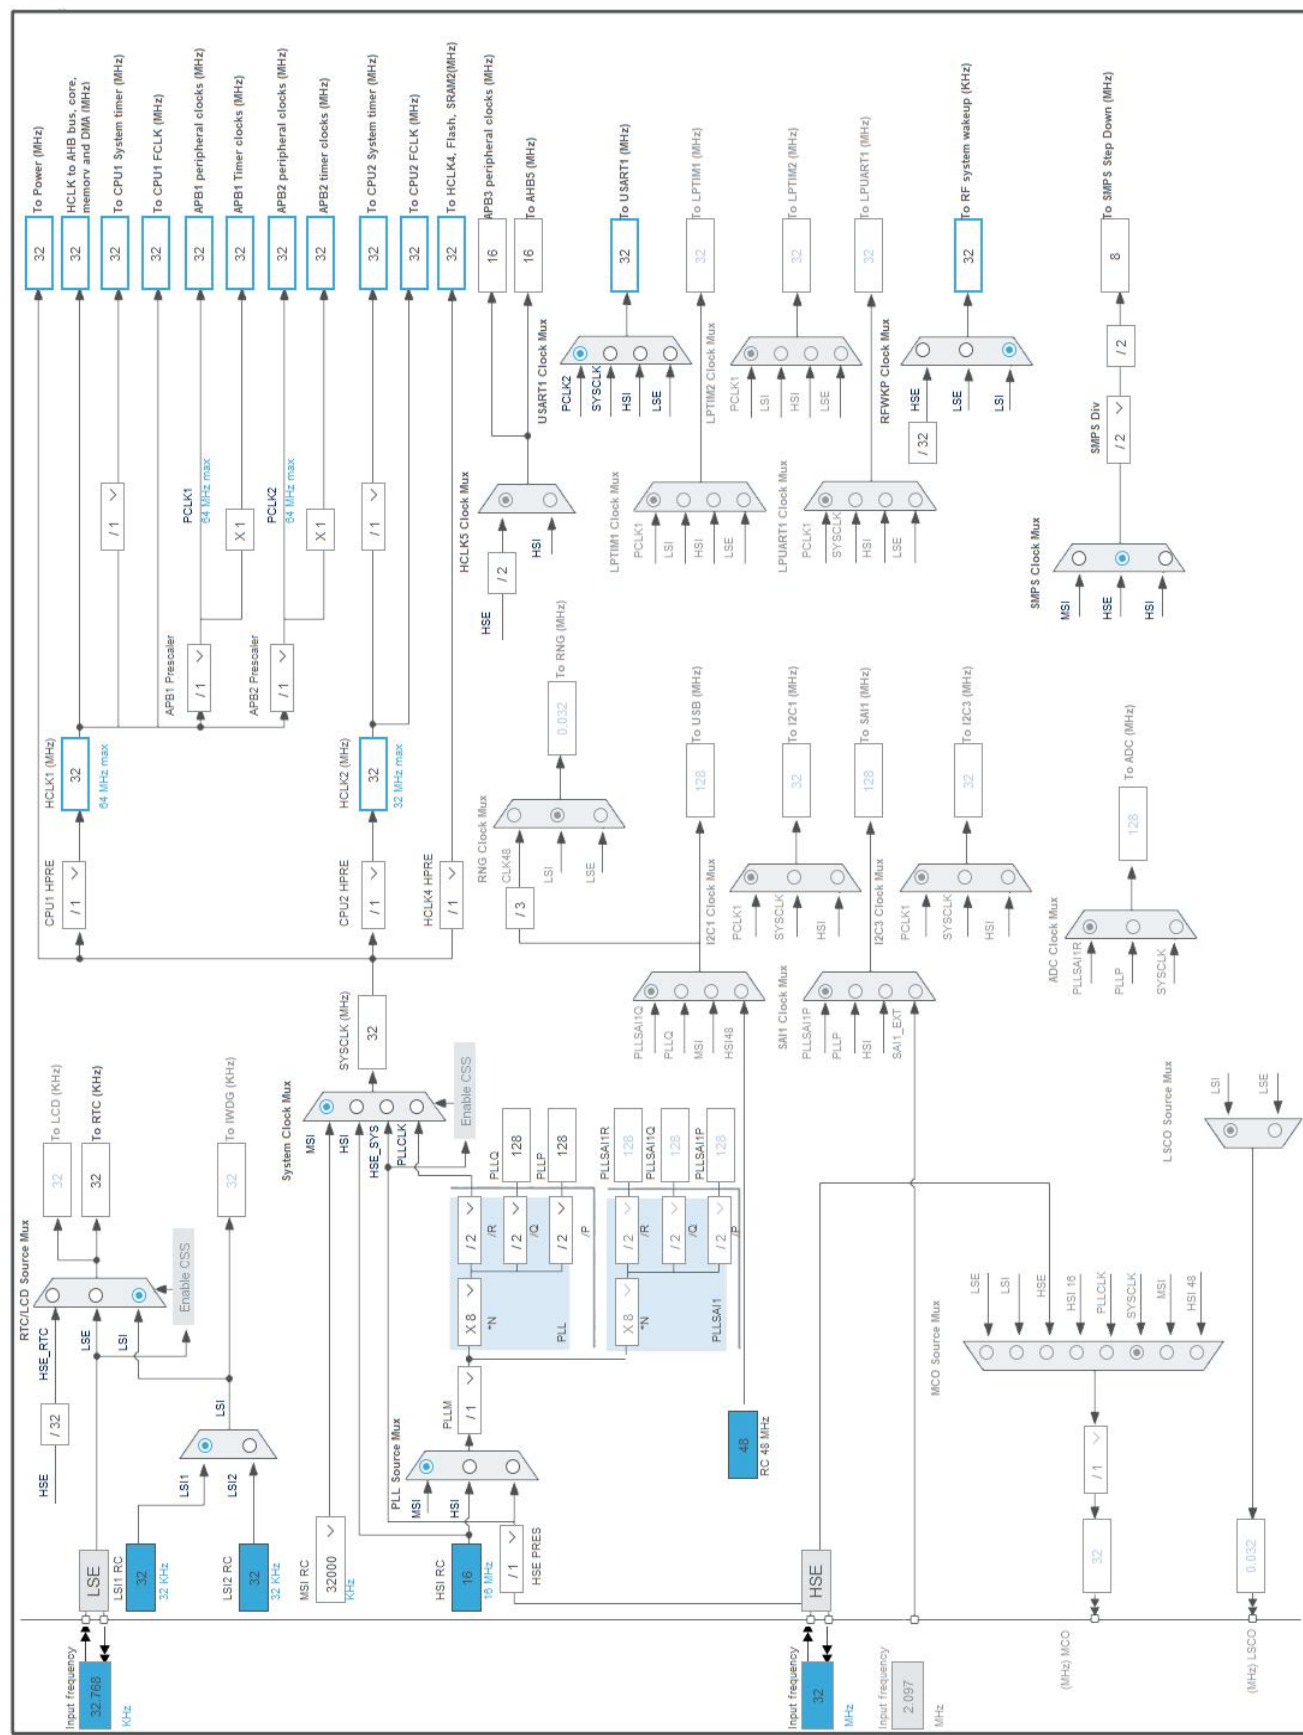 Input frequency
32.768
KHz
LSE
LSI1 RC
32
32 KHz
LSI2 RC
32
32 KHz
HSE
/ 32
HSE_RTC
LSE
LSI
LSI1
LSI2
LSI
RTC/LCD Source Mux
Enable CSS
32
To LCD (KHz)
32
To RTC (KHz)
32
To IWDG (KHz)
MSI RC
32000
KHz
HSI RC
16
16 MHz
/ 1
HSE PRES
Input frequency
32
MHz
HSE
Input frequency
2.097
MHz
PLL Source Mux
MSI
HSI
PLLM
/ 1
X 8
*N
PLL
/ 2
/R
/ 2
/Q
/ 2
/P
PLLQ
128
PLLP
128
X 8
*N
PLLSAI1
/ 2
/R
/ 2
/Q
/ 2
/P
PLLSAI1R
128
PLLSAI1Q
128
PLLSAI1P
128
48
RC 48 MHz
System Clock Mux
MSI
HSI
HSE_SYS
PLLCLK
Enable CSS
SYSCLK (MHz)
32
CPU1 HPRE
/ 1
HCLK1 (MHz)
32
64 MHz max
CPU2 HPRE
/ 1
HCLK2 (MHz)
32
32 MHz max
HCLK4 HPRE
/ 1
APB1 Prescaler
/ 1
APB2 Prescaler
/ 1
/ 1
PCLK1
64 MHz max
X 1
PCLK2
64 MHz max
X 1
/ 1
32
To Power (MHz)
32
HCLK to AHB bus, core,
memory and DMA (MHz)
32
To CPU1 System timer (MHz)
32
To CPU1 FCLK (MHz)
32
APB1 peripheral clocks (MHz)
32
APB1 Timer clocks (MHz)
32
APB2 peripheral clocks (MHz)
32
APB2 timer clocks (MHz)
32
To CPU2 System timer (MHz)
32
To CPU2 FCLK (MHz)
32
To HCLK4, Flash, SRAM2(MHz)
HCLK5 Clock Mux
HSE
/ 2
HSI
16
APB3 peripheral clocks (MHz)
16
To AHB5 (MHz)
RNG Clock Mux
/ 3
CLK48
LSI
LSE
0.032
To RNG (MHz)
USART1 Clock Mux
PCLK2
SYSCLK
HSI
LSE
32
To USART1 (MHz)
LPTIM1 Clock Mux
PCLK1
LSI
HSI
LSE
32
To LPTIM1 (MHz)
LPTIM2 Clock Mux
PCLK1
LSI
HSI
LSE
32
To LPTIM2 (MHz)
LPUART1 Clock Mux
PCLK1
SYSCLK
HSI
LSE
32
To LPUART1 (MHz)
RFWKP Clock Mux
/ 32
HSE
LSE
LSI
32
To RF system wakeup (KHz)
SMPS Clock Mux
MSI
HSE
HSI
SMPS Div
/ 2
/ 2
8
To SMPS Step Down (MHz)
PLLSAI1Q
PLLQ
MSI
HSI48
128
To USB (MHz)
I2C1 Clock Mux
PCLK1
SYSCLK
HSI
32
To I2C1 (MHz)
SAI1 Clock Mux
PLLSAI1P
PLLP
HSI
SAI1_EXT
128
To SAI1 (MHz)
I2C3 Clock Mux
PCLK1
SYSCLK
HSI
32
To I2C3 (MHz)
ADC Clock Mux
PLLSAI1R
PLLP
SYSCLK
128
To ADC (MHz)
MCO Source Mux
LSE
LSI
HSE
HSI 16
PLLCLK
SYSCLK
MSI
HSI 48
/ 1
32
(MHz) MCO
LSCO Source Mux
LSI
LSE
0.032
(MHz) LSCO